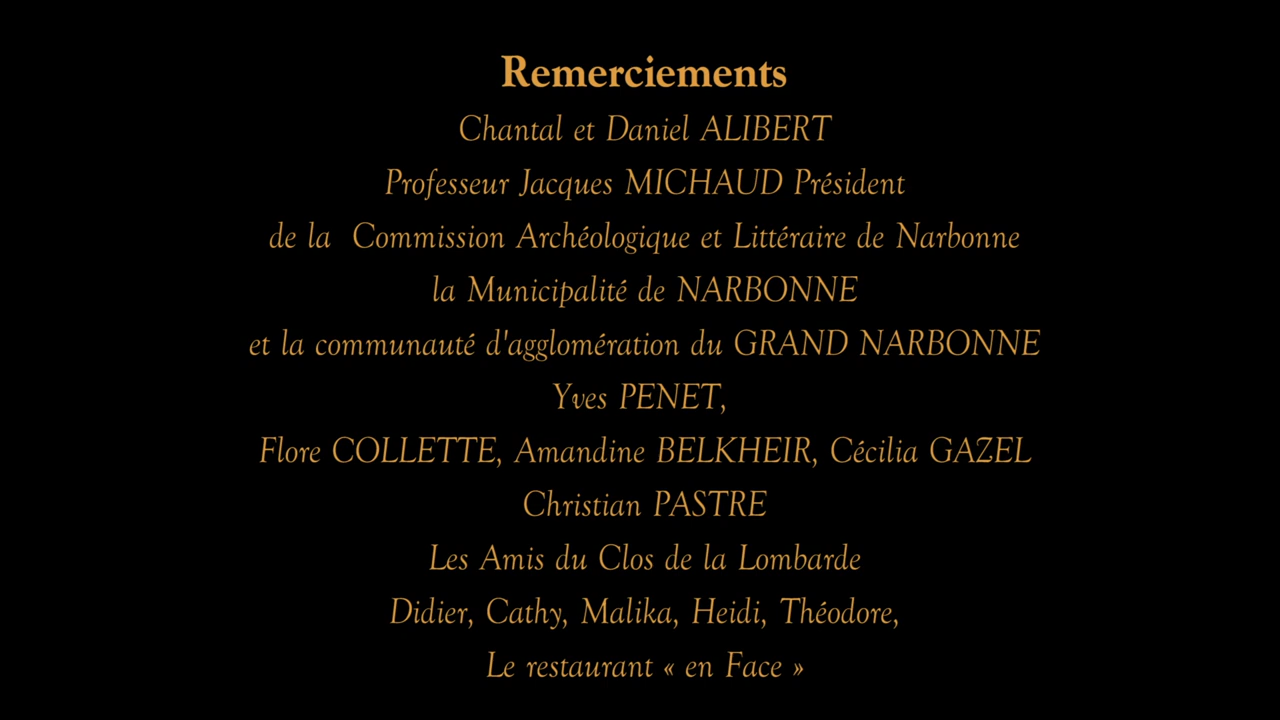 Remerciements
Chantal et Daniel ALIBERT
Professeur Jacques MICHAUD Président
de la  Commission Archéologique et Littéraire de Narbonne
la Municipalité de NARBONNE
et la communauté d'agglomération du GRAND NARBONNE
Yves PENET,
Flore COLLETTE, Amandine BELKHEIR, Cécilia GAZEL
Christian PASTRE
Les Amis du Clos de la Lombarde
Didier, Cathy, Malika, Heidi, Théodore,
Le restaurant « en Face »